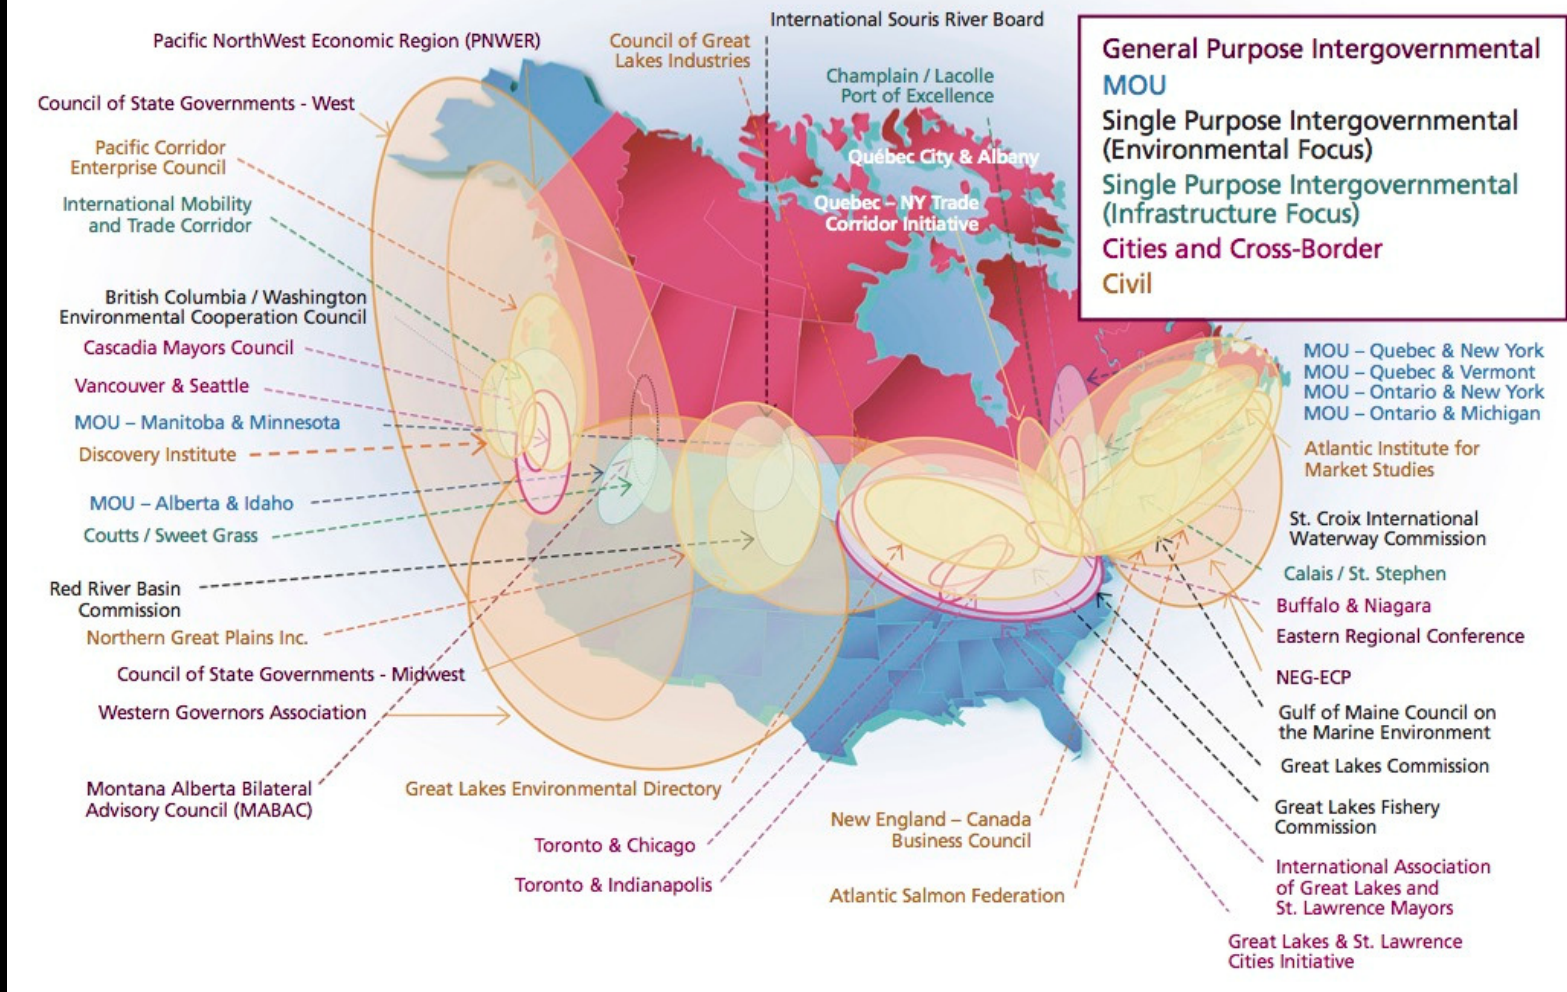 International Souris River Board
Pacific NorthWest Economic Region (PNWER)
Council of Great
Lakes Industries
Champlain / Lacolle
Port of Excellence
Council of State Governments - West
Pacific Corridor
Enterprise Council
International Mobility
and Trade Corridor
British Columbia / Washington
Environmental Cooperation Council
Cascadia Mayors Council
Vancouver & Seattle
MOU – Manitoba & Minnesota
Discovery Institute
MOU – Alberta & Idaho
Coutts / Sweet Grass
Red River Basin
Commission
Northern Great Plains Inc.
Council of State Governments - Midwest
Western Governors Association
Montana Alberta Bilateral
Advisory Council (MABAC)
Québec City & Albany
Quebec – NY Trade
Corridor Initiative
General Purpose Intergovernmental
MOU
Single Purpose Intergovernmental
(Environmental Focus)
Single Purpose Intergovernmental
(Infrastructure Focus)
Cities and Cross-Border
Civil
MOU – Quebec & New York
MOU – Quebec & Vermont
MOU – Ontario & New York
MOU – Ontario & Michigan
Atlantic Institute for
Market Studies
St. Croix International
Waterway Commission
Calais / St. Stephen
Buffalo & Niagara
Eastern Regional Conference
NEG-ECP
Gulf of Maine Council on
the Marine Environment
Great Lakes Commission
Great Lakes Fishery
Commission
International Association
of Great Lakes and
St. Lawrence Mayors
Great Lakes & St. Lawrence
Cities Initiative
Great Lakes Environmental Directory
Toronto & Chicago
Toronto & Indianapolis
New England – Canada
Business Council
Atlantic Salmon Federation